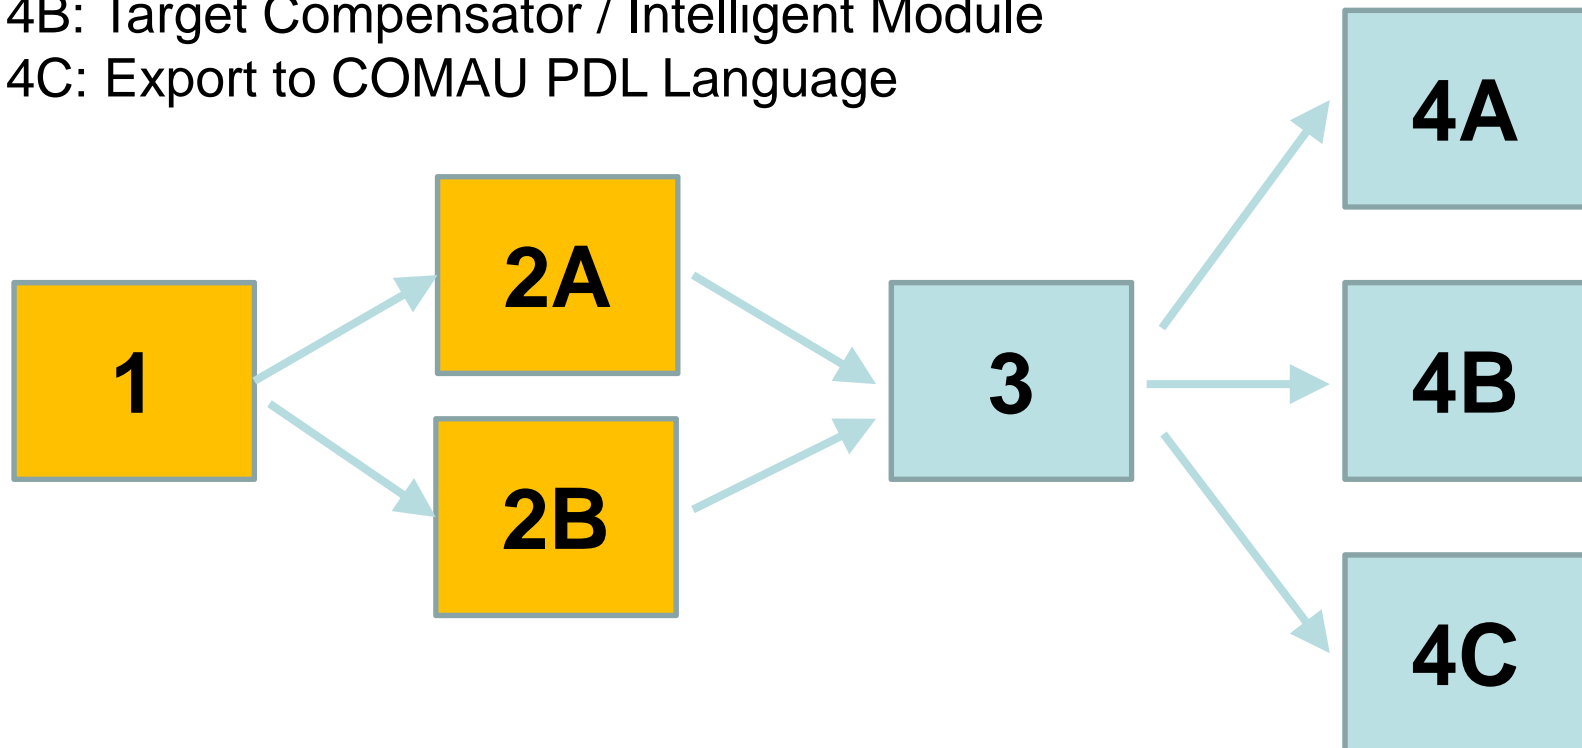 4B: Target Compensator / Intelligent Module
4C: Export to COMAU PDL Language
4A
2A
1
3
4B
2B
4C